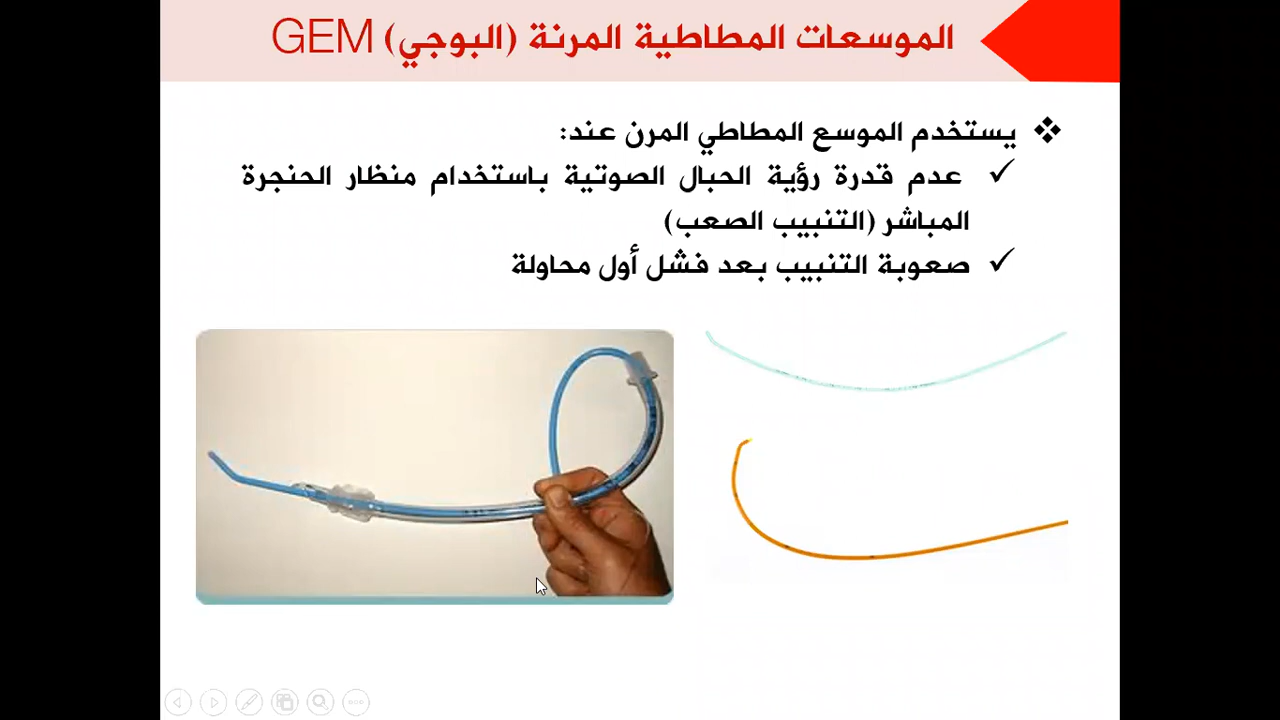 الموسعات المطاطية المرنة (البوجي) GEM
يستخدم الموسع المطاطي المرن عند:
عدم قدرة رؤية الحبال الصوتية باستخدام منظار الحنجرة
المباشر (التنبيب الصعب)
صعوبة التنبيب بعد فشل أول محاولة